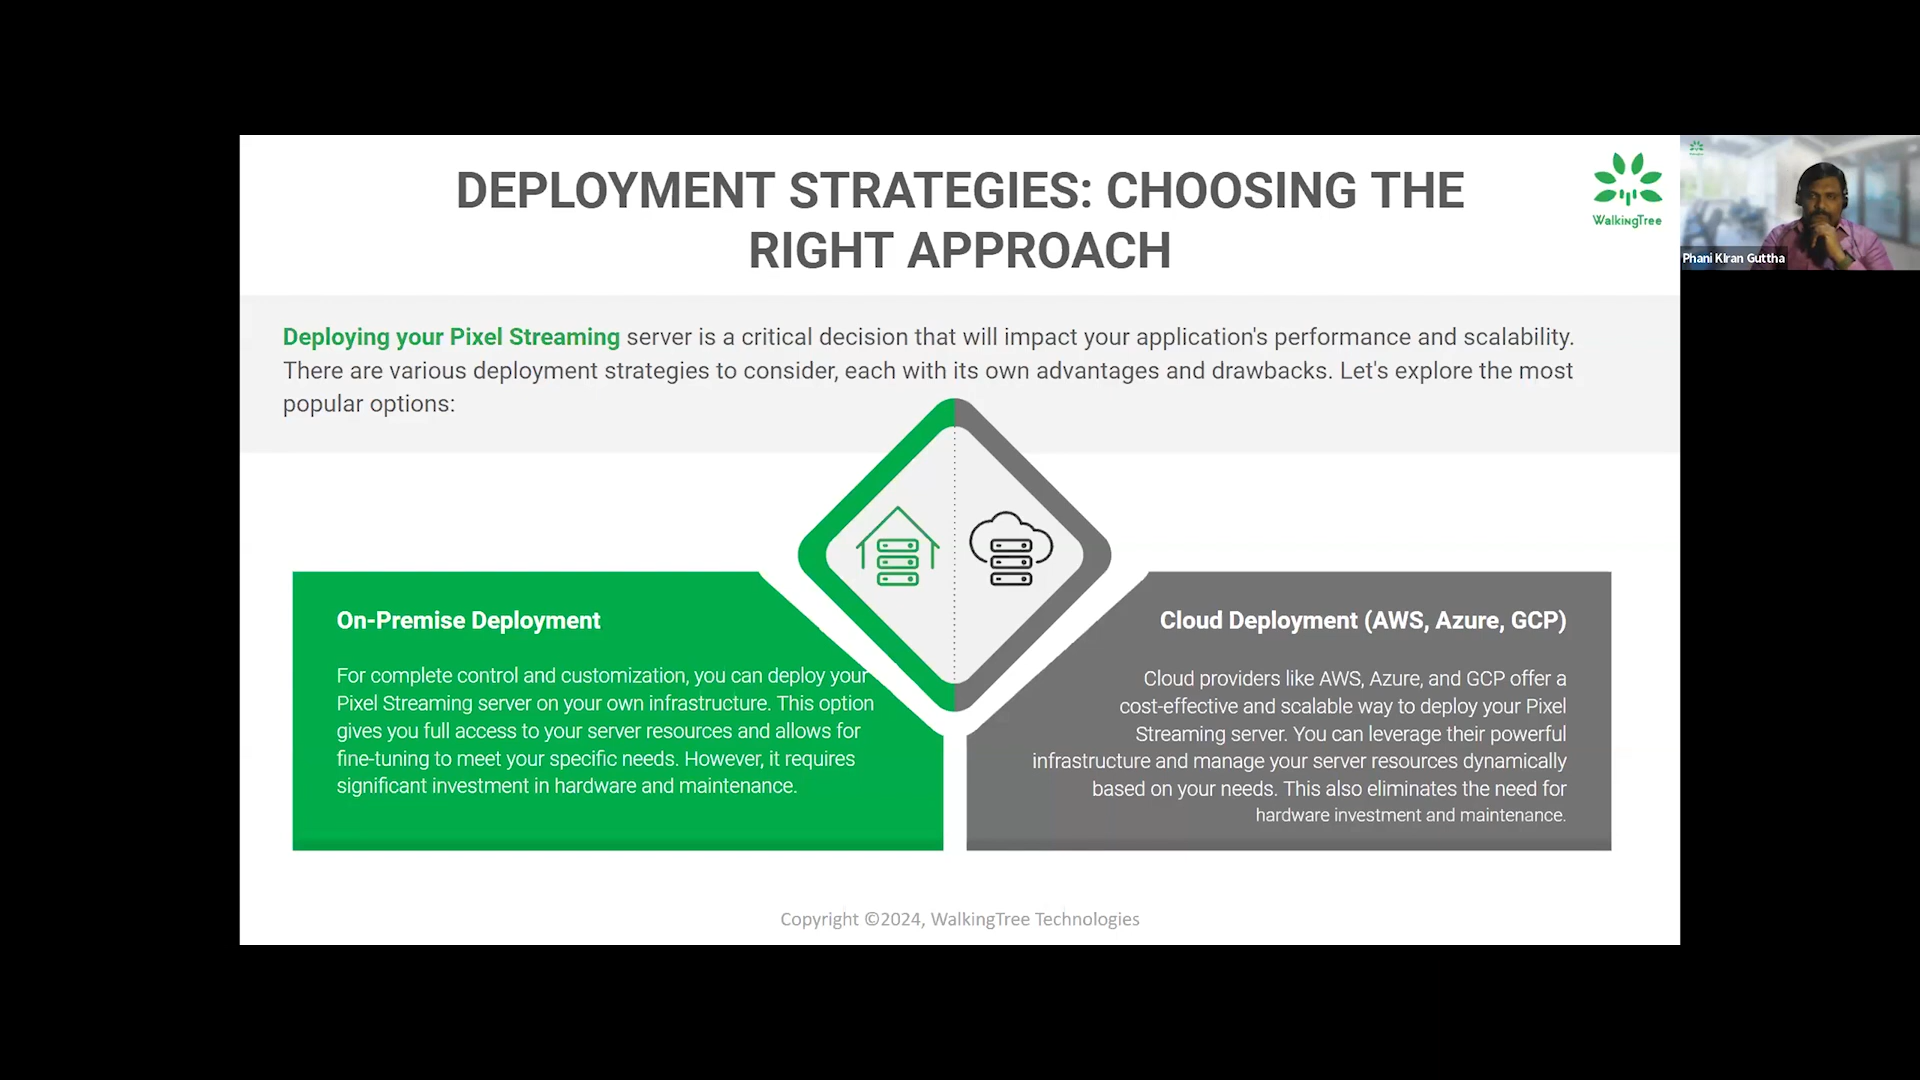 DEPLOYMENT STRATEGIES: CHOOSING THE
RIGHT APPROACH
WalkingTree
Phani KIran Guttha
Deploying your Pixel Streaming server is a critical decision that will impact your application's performance and scalability.
There are various deployment strategies to consider, each with its own advantages and drawbacks. Let's explore the most
popular options:
On-Premise Deployment
For complete control and customization, you can deploy your
Pixel Streaming server on your own infrastructure. This option
gives you full access to your server resources and allows for
fine-tuning to meet your specific needs. However, it requires
significant investment in hardware and maintenance.
Cloud Deployment (AWS, Azure, GCP)
Cloud providers like AWS, Azure, and GCP offer a
cost-effective and scalable way to deploy your Pixel
Streaming server. You can leverage their powerful
infrastructure and manage your server resources dynamically
based on your needs. This also eliminates the need for
hardware investment and maintenance.
Copyright ©2024, WalkingTree Technologies